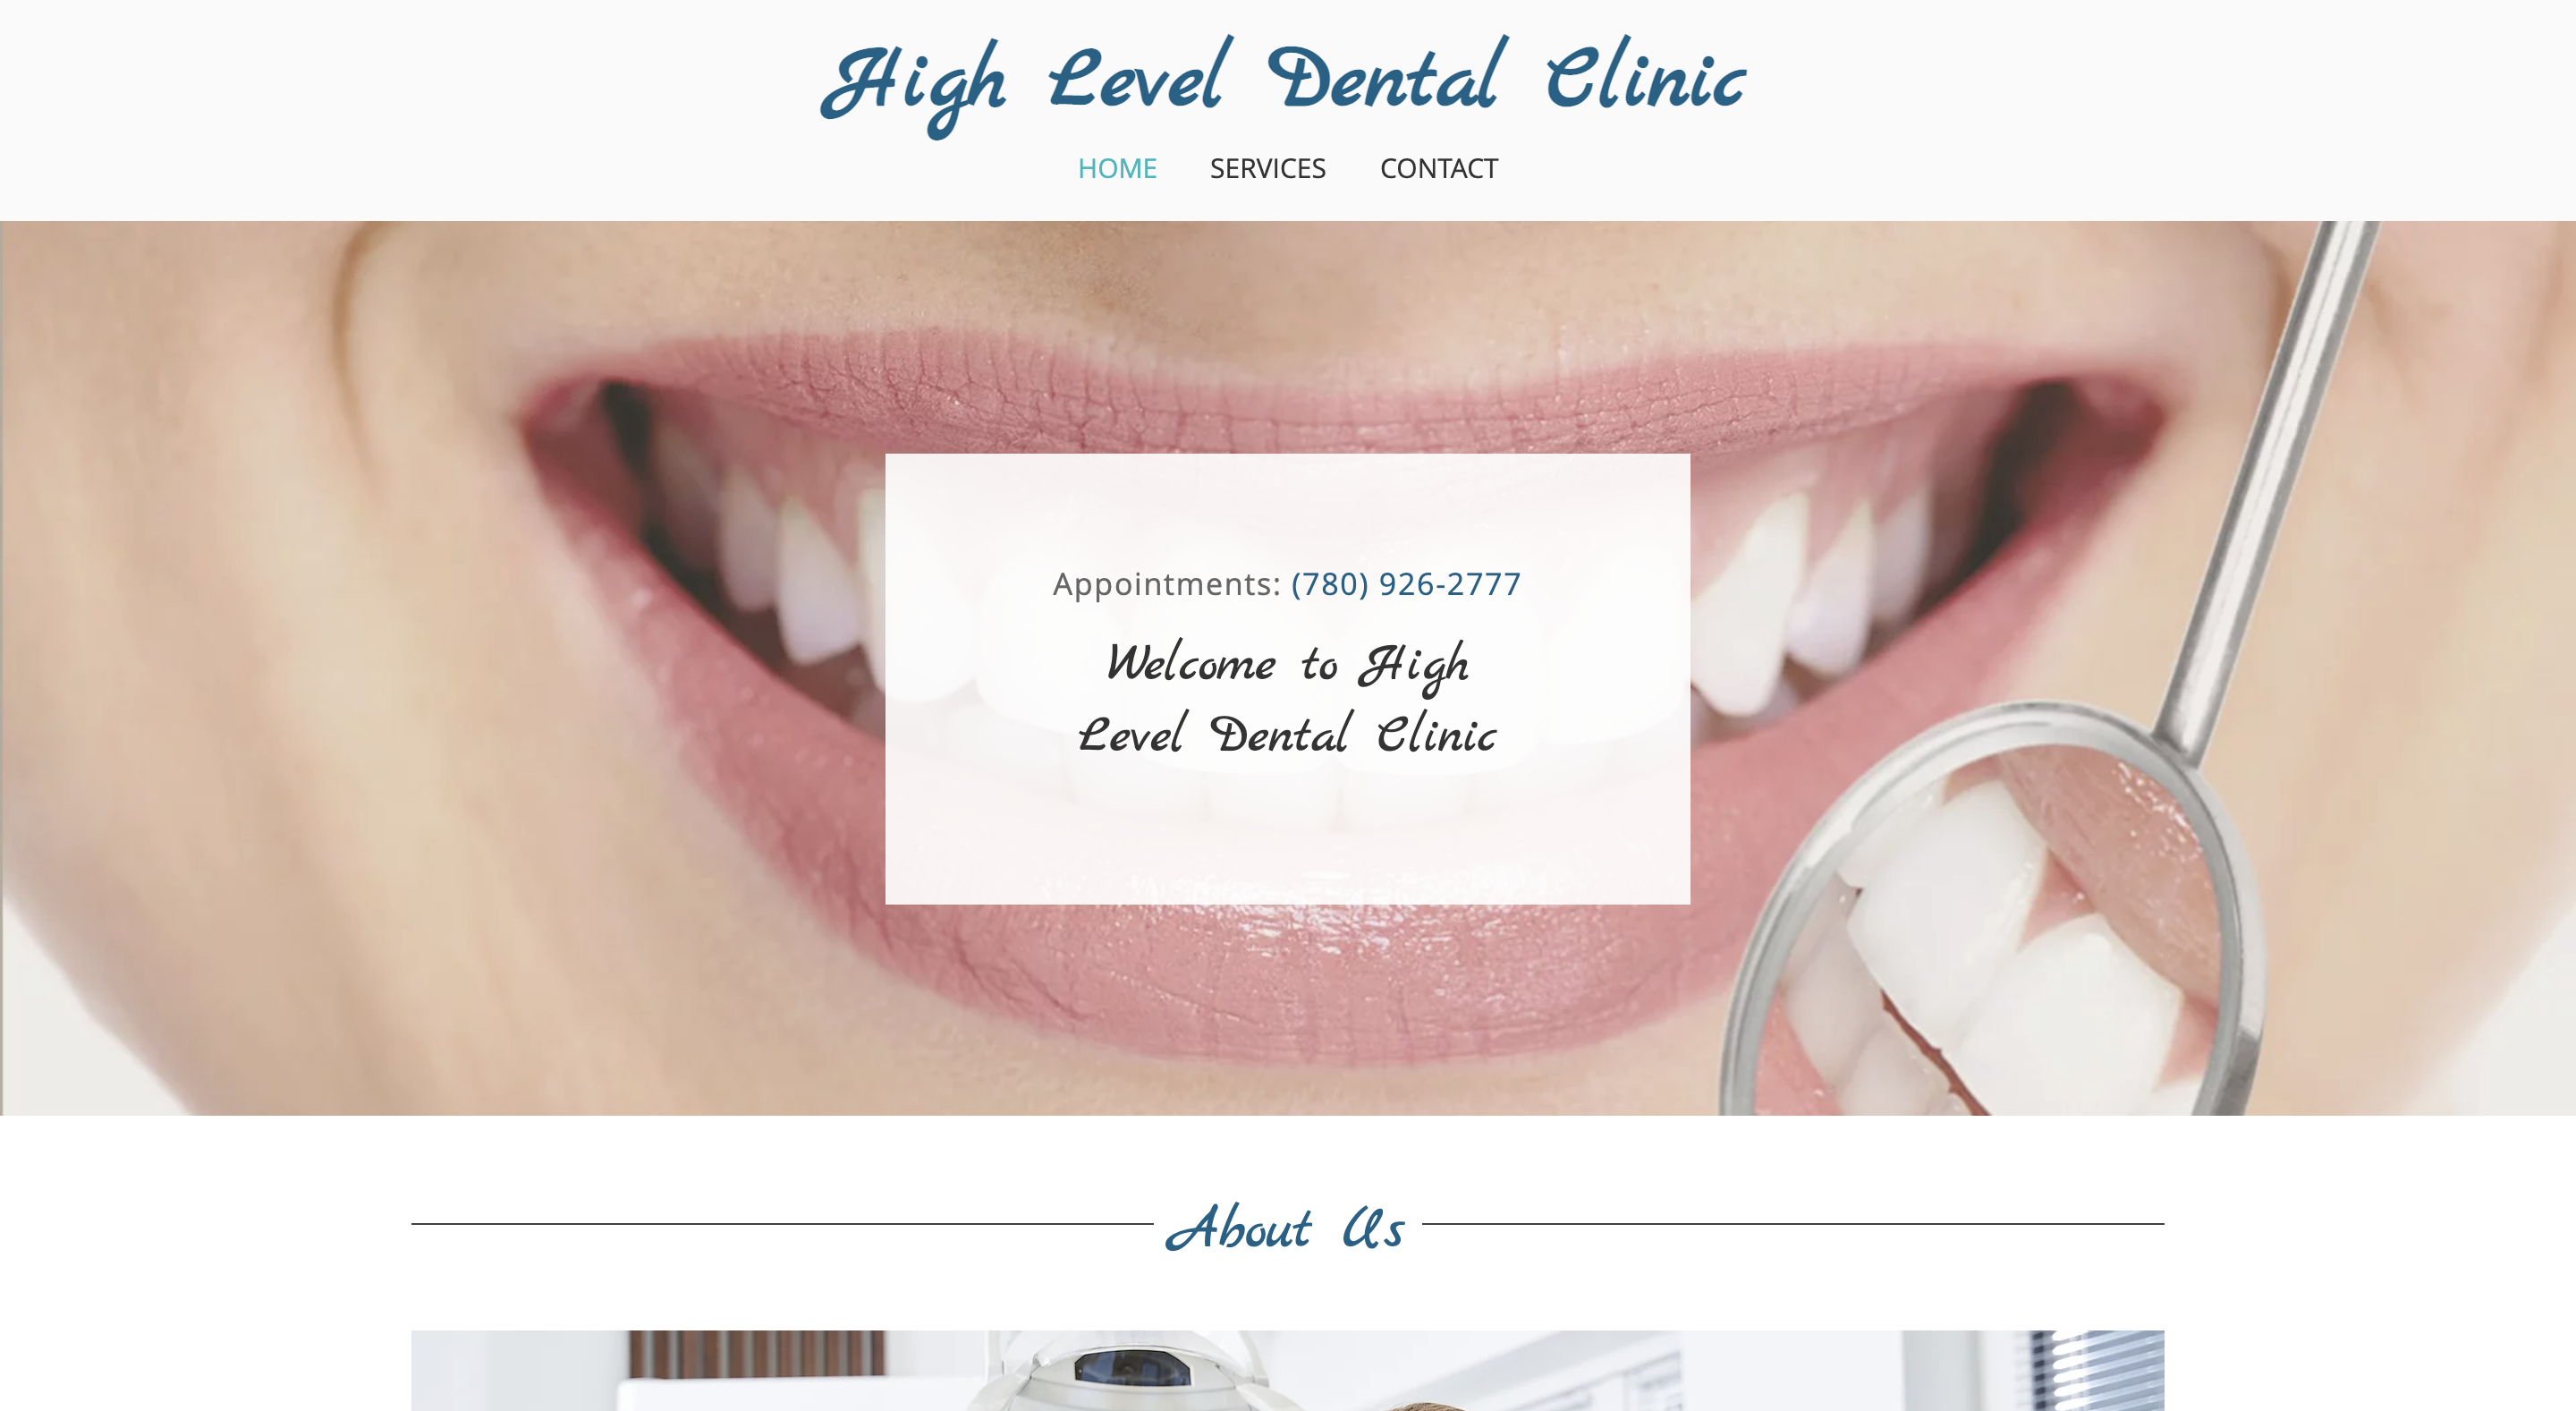 High Level Dental Clinic
HOME SERVICES CONTACT
Appointments: (780) 926-2777
Welcome to High
Level Dental Clinic
About Us